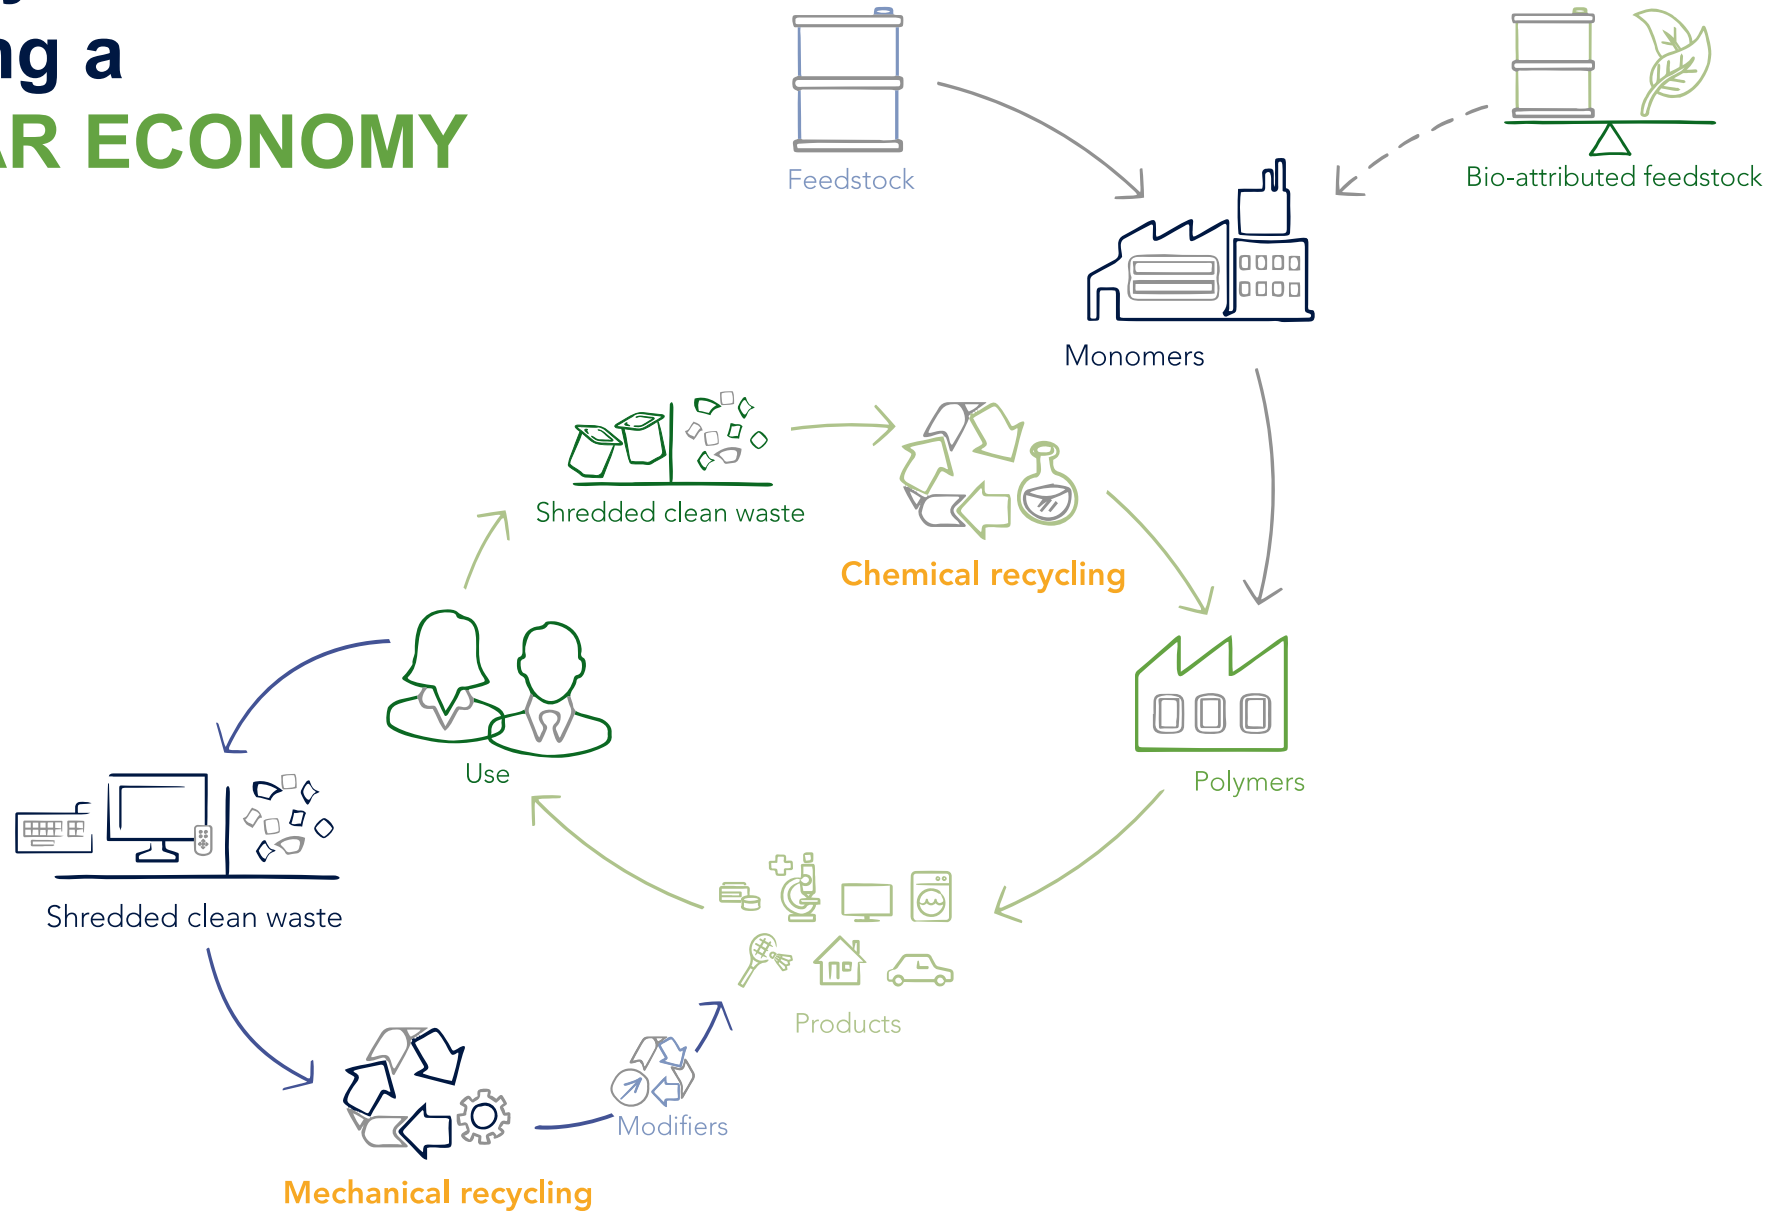 ng a
AR ECONOMY
Feedstock
Bio-attributed feedstock
Monomers
Shredded clean waste
Chemical recycling
Use
Polymers
Shredded clean waste
Products
Modifiers
Mechanical recycling